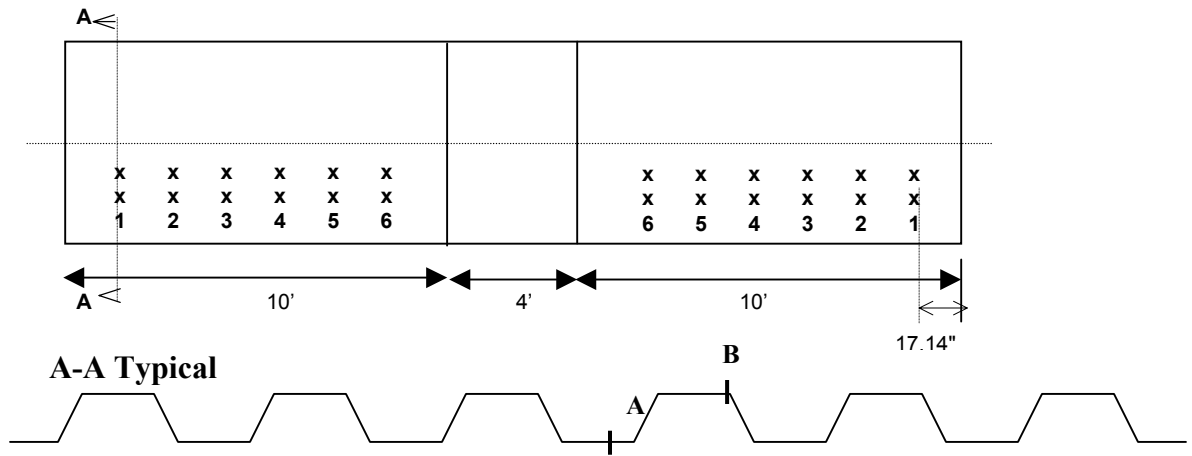 A
x x x x x x x x x x x x
x x x x x x x x x x x x
1 2 3 4 5 6 6 5 4 3 2 1
A 10’ 4’ 10’
17.14"
A-A Typical
B
A